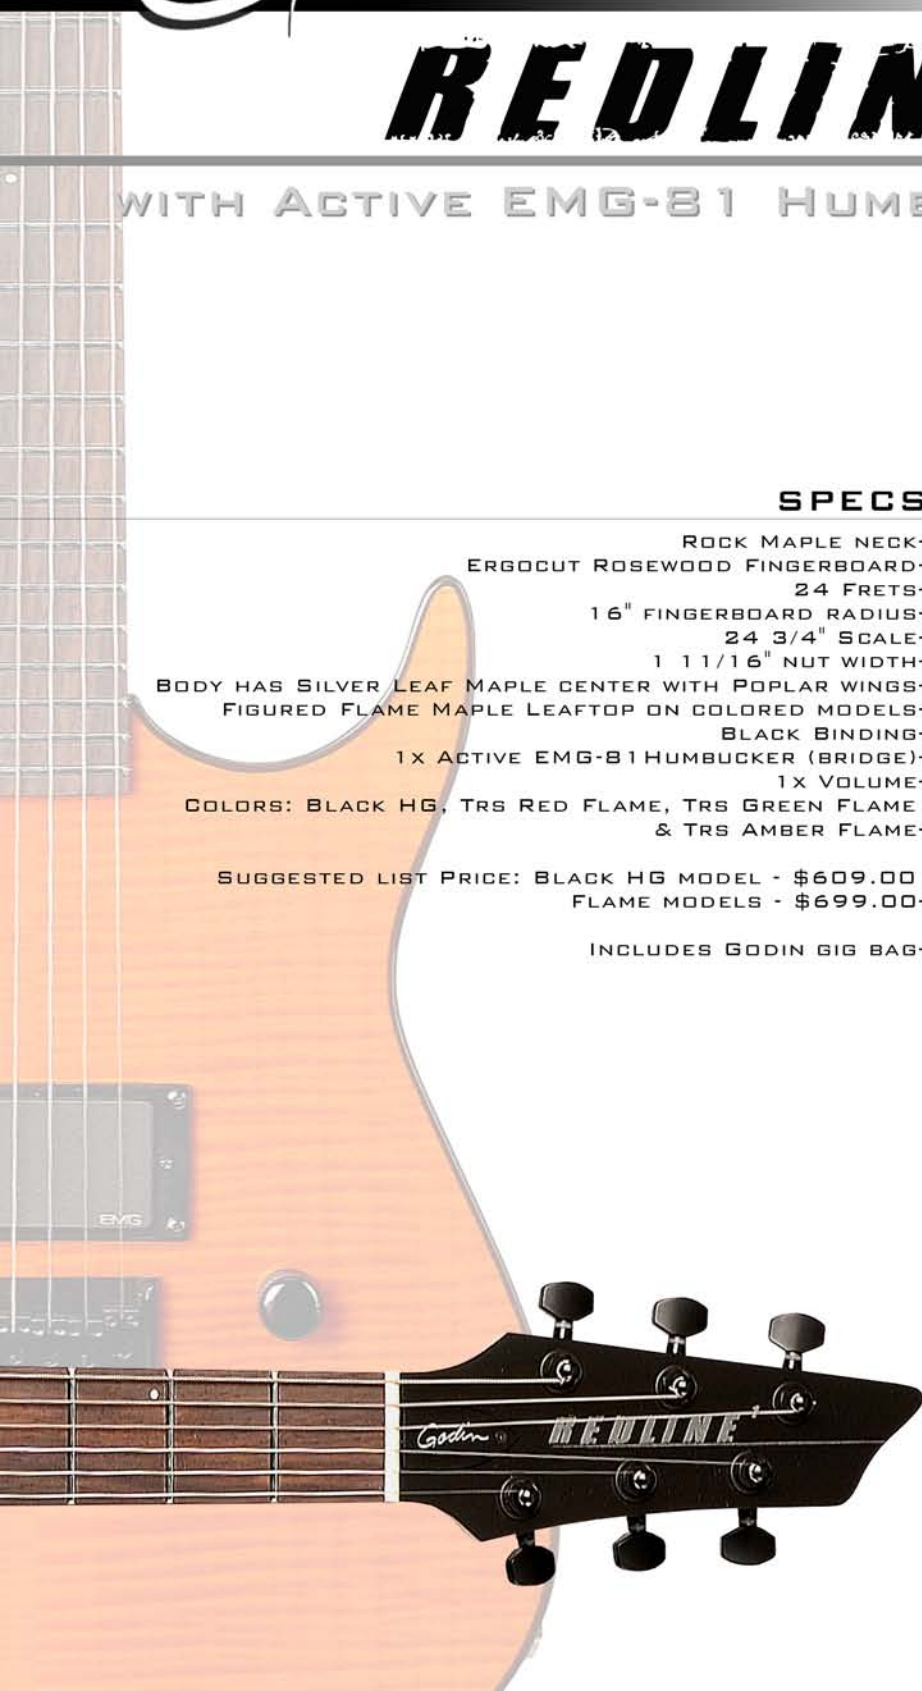 REDLIN
WITH ACTIVE EMG-81 HUMB
SPECS
ROCK MAPLE NECK-
ERGOCUT ROSEWOOD FINGERBOARD-
24 FRETS-
16" FINGERBOARD RADIUS-
24 3/4" SCALE-
1 11/16" NUT WIDTH-
BODY HAS SILVER LEAF MAPLE CENTER WITH POPLAR WINGS-
FIGURED FLAME MAPLE LEAFTOP ON COLORED MODELS-
BLACK BINDING-
1X ACTIVE EMG-81HUMBUCKER (BRIDGE)-
1X VOLUME-
COLORS: BLACK HG, TRS RED FLAME, TRS GREEN FLAME
& TRS AMBER FLAME-
SUGGESTED LIST PRICE: BLACK HG MODEL - $609.00
FLAME MODELS - $699.00-
INCLUDES GODIN GIG BAG-
EMG
Godin REDLINE 1